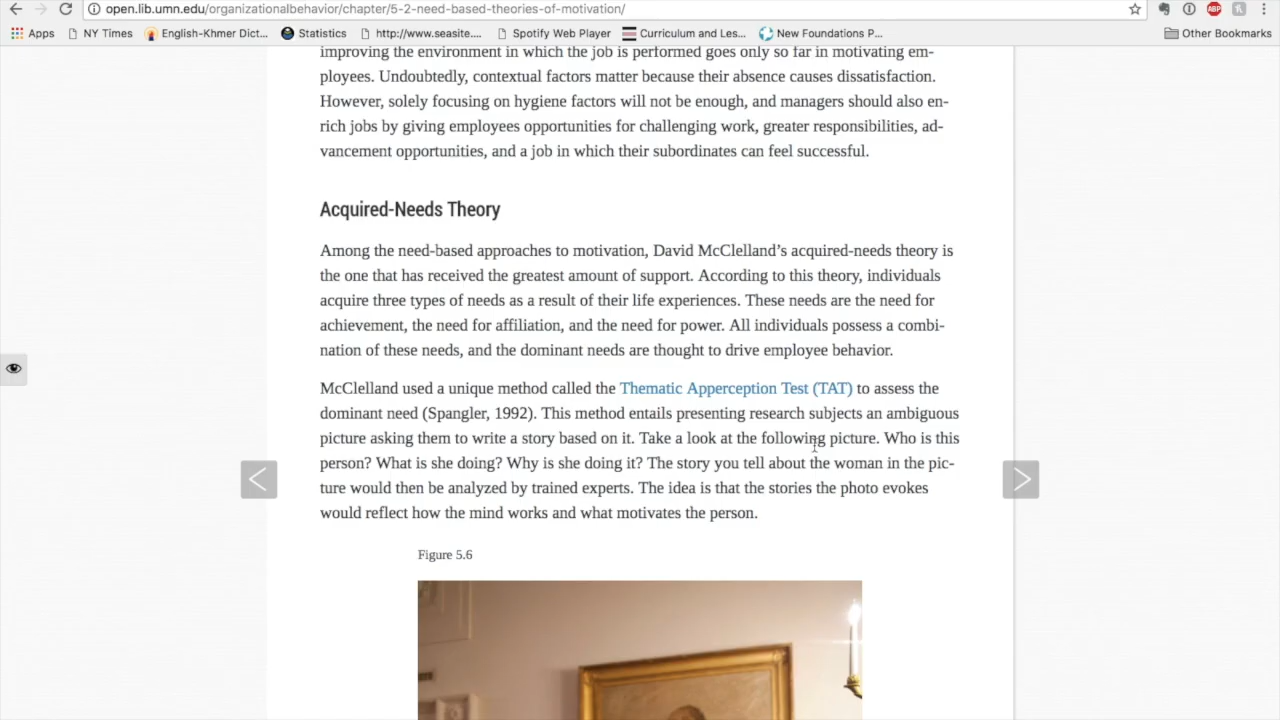 open.lib.umn.edu/organizationalbehavior/chapter/5-2-need-based-theories-of-motivation/
ABP
Apps NY Times English-Khmer Dict... Statistics http://www.seasite.... Spotify Web Player Curriculum and Les... New Foundations P... Other Bookmarks
improving the environment in which the job is performed goes only so far in motivating em-
ployees. Undoubtedly, contextual factors matter because their absence causes dissatisfaction.
However, solely focusing on hygiene factors will not be enough, and managers should also en-
rich jobs by giving employees opportunities for challenging work, greater responsibilities, ad-
vancement opportunities, and a job in which their subordinates can feel successful.
Acquired-Needs Theory
Among the need-based approaches to motivation, David McClelland’s acquired-needs theory is
the one that has received the greatest amount of support. According to this theory, individuals
acquire three types of needs as a result of their life experiences. These needs are the need for
achievement, the need for affiliation, and the need for power. All individuals possess a combi-
nation of these needs, and the dominant needs are thought to drive employee behavior.
McClelland used a unique method called the Thematic Apperception Test (TAT) to assess the
dominant need (Spangler, 1992). This method entails presenting research subjects an ambiguous
picture asking them to write a story based on it. Take a look at the following picture. Who is this
person? What is she doing? Why is she doing it? The story you tell about the woman in the pic-
ture would then be analyzed by trained experts. The idea is that the stories the photo evokes
would reflect how the mind works and what motivates the person.
Figure 5.6